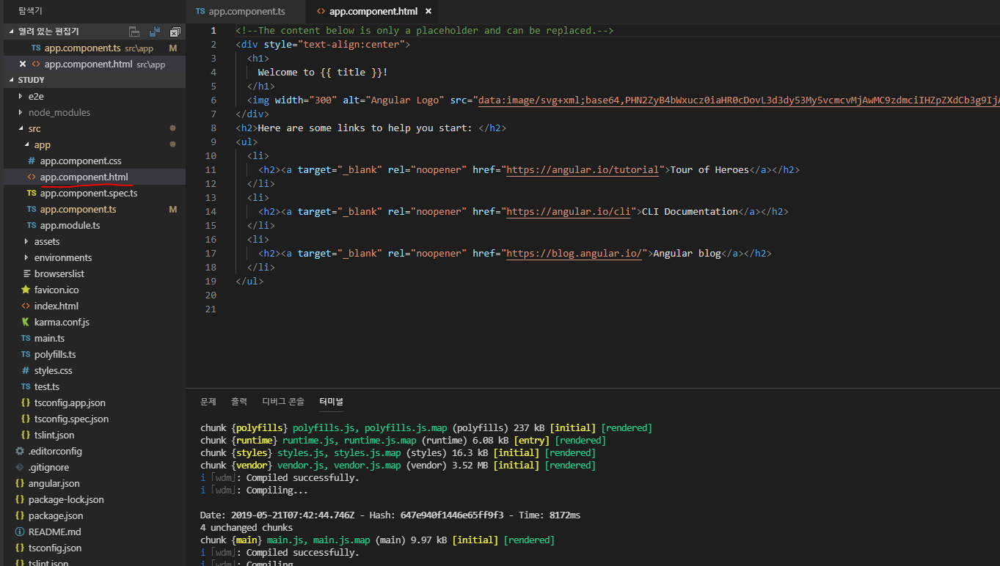 탐색기
열려 있는 편집기
TS app.component.ts src\app M
app.component.html src\app
STUDY
e2e
node_modules
src
app
# app.component.css
<> app.component.html
TS app.component.spec.ts
TS app.component.ts M
TS app.module.ts
assets
environments
browserslist
favicon.ico
<> index.html
karma.conf.js
TS main.ts
TS polyfills.ts
# styles.css
TS test.ts
{} tsconfig.app.json
{} tsconfig.spec.json
{} tslint.json
.editorconfig
.gitignore
{} angular.json
{} package-lock.json
{} package.json
README.md
{} tsconfig.json
{} tslint.json
TS app.component.ts
<> app.component.html ×
1 <!--The content below is only a placeholder and can be replaced.-->
2 <div style="text-align:center">
3 <h1>
4 Welcome to {{ title }}!
5 </h1>
6 <img width="300" alt="Angular Logo" src="data:image/svg+xml;base64,PHN2ZyB4bWxucz0iaHR0cDovL3d3dy53My5vcmcvMjAwMC9zdmciIHZpZXdCb3g9IjA
7 </div>
8 <h2>Here are some links to help you start: </h2>
9 <ul>
10 <li>
11 <h2><a target="_blank" rel="noopener" href="https://angular.io/tutorial">Tour of Heroes</a></h2>
12 </li>
13 <li>
14 <h2><a target="_blank" rel="noopener" href="https://angular.io/cli">CLI Documentation</a></h2>
15 </li>
16 <li>
17 <h2><a target="_blank" rel="noopener" href="https://blog.angular.io/">Angular blog</a></h2>
18 </li>
19 </ul>
20
21
문제 출력 디버그 콘솔 터미널
chunk {polyfills} polyfills.js, polyfills.js.map (polyfills) 237 kB [initial] [rendered]
chunk {runtime} runtime.js, runtime.js.map (runtime) 6.08 kB [entry] [rendered]
chunk {styles} styles.js, styles.js.map (styles) 16.3 kB [initial] [rendered]
chunk {vendor} vendor.js, vendor.js.map (vendor) 3.52 MB [initial] [rendered]
i ｢wdm｣: Compiled successfully.
i ｢wdm｣: Compiling...
Date: 2019-05-21T07:42:44.746Z - Hash: 647e940f1446e65ff9f3 - Time: 8172ms
4 unchanged chunks
chunk {main} main.js, main.js.map (main) 9.97 kB [initial] [rendered]
i ｢wdm｣: Compiled successfully.
i ｢wdm｣: Compiling